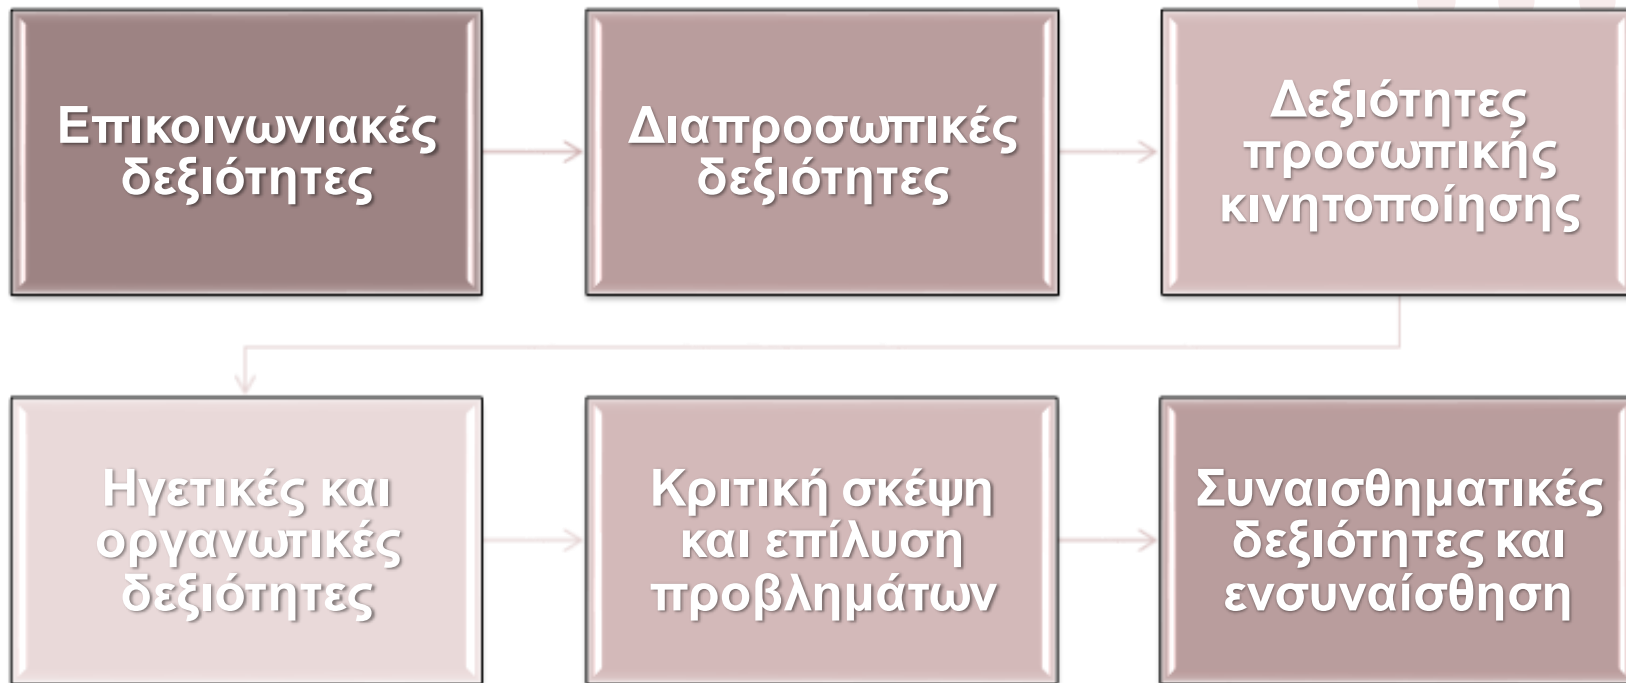 Επικοινωνιακές
δεξιότητες
Διαπροσωπικές
δεξιότητες
Δεξιότητες
προσωπικής
κινητοποίησης
Ηγετικές και
οργανωτικές
δεξιότητες
Κριτική σκέψη
και επίλυση
προβλημάτων
Συναισθηματικές
δεξιότητες και
ενσυναίσθηση